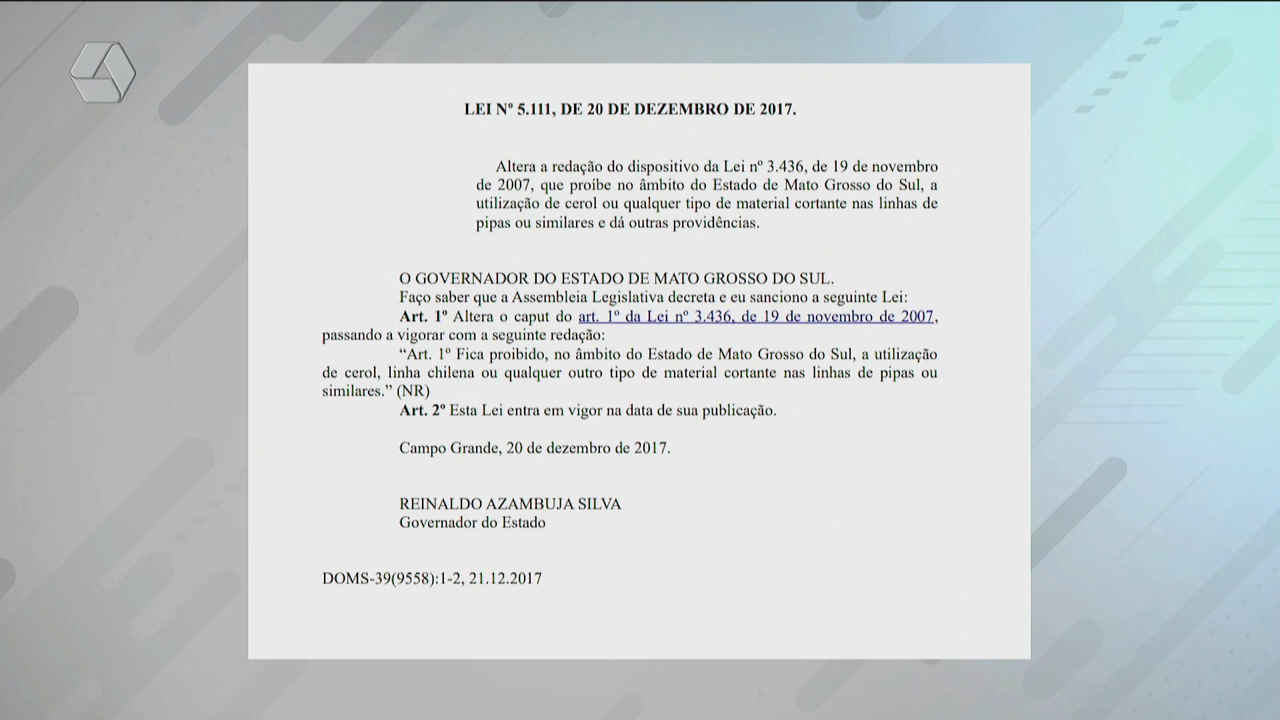 LEI Nº 5.111, DE 20 DE DEZEMBRO DE 2017.
Altera a redação do dispositivo da Lei nº 3.436, de 19 de novembro
de 2007, que proibe no âmbito do Estado de Mato Grosso do Sul, a
utilização de cerol ou qualquer tipo de material cortante nas linhas de
pipas ou similares e dá outras providências.
O GOVERNADOR DO ESTADO DE MATO GROSSO DO SUL.
Faço saber que a Assembleia Legislativa decreta e eu sanciono a seguinte Lei:
Art. 1º Altera o caput do art. 1º da Lei nº 3.436, de 19 de novembro de 2007,
passando a vigorar com a seguinte redação:
“Art. 1º Fica proibido, no âmbito do Estado de Mato Grosso do Sul, a utilização
de cerol, linha chilena ou qualquer outro tipo de material cortante nas linhas de pipas ou
similares.” (NR)
Art. 2º Esta Lei entra em vigor na data de sua publicação.
Campo Grande, 20 de dezembro de 2017.
REINALDO AZAMBUJA SILVA
Governador do Estado
DOMS-39(9558):1-2, 21.12.2017